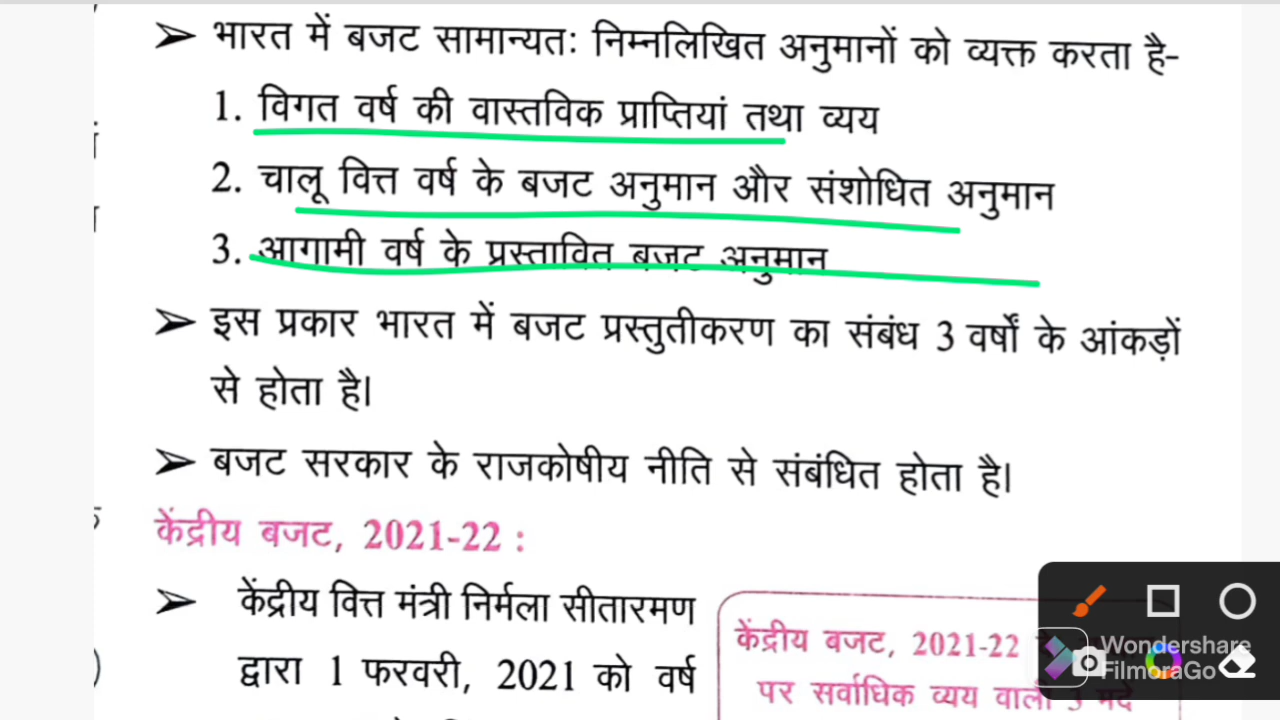 ➢ भारत में बजट सामान्यतः निम्नलिखित अनुमानों को व्यक्त करता है-
1. विगत वर्ष की वास्तविक प्राप्तियां तथा व्यय
2. चालू वित्त वर्ष के बजट अनुमान और संशोधित अनुमान
3. आगामी वर्ष के प्रस्तावित बजट अनुमान
➢ इस प्रकार भारत में बजट प्रस्तुतीकरण का संबंध 3 वर्षों के आंकड़ों
से होता है।
➢ बजट सरकार के राजकोषीय नीति से संबंधित होता है।
केंद्रीय बजट, 2021-22 :
➢ केंद्रीय वित्त मंत्री निर्मला सीतारमण
द्वारा 1 फरवरी, 2021 को वर्ष
केंद्रीय बजट, 2021-22
पर सर्वाधिक व्यय वाली 3 मदें
Wondershare
FilmoraGo